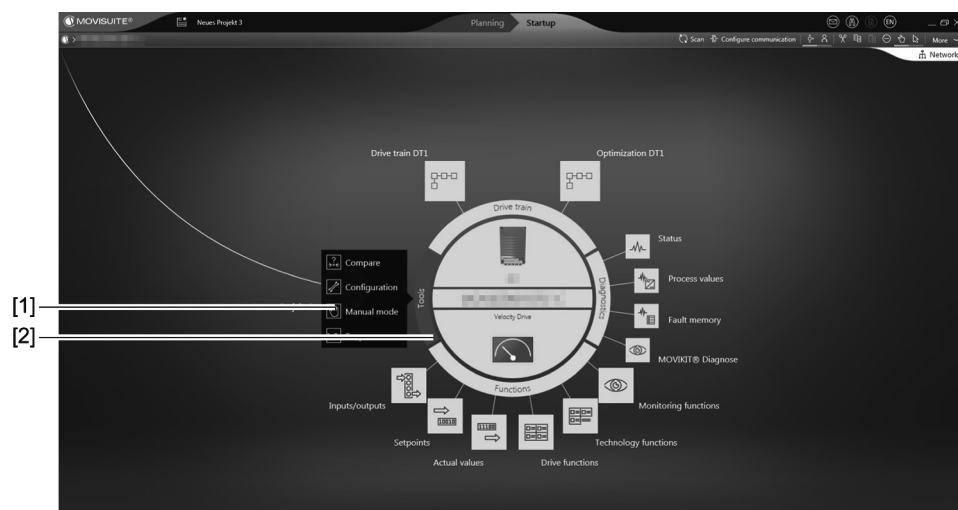 MOVISUITE® Neues Projekt 3 Planning Startup EN
> Scan Configure communication More
Network
Drive train DT1 Optimization DT1
Drive train
Status
Compare
Configuration
Process values
[1] Manual mode
Tools
Diagnostics
Velocity Drive
Fault memory
[2]
MOVIKIT® Diagnose
Functions
Inputs/outputs
Monitoring functions
Setpoints
Technology functions
Actual values Drive functions